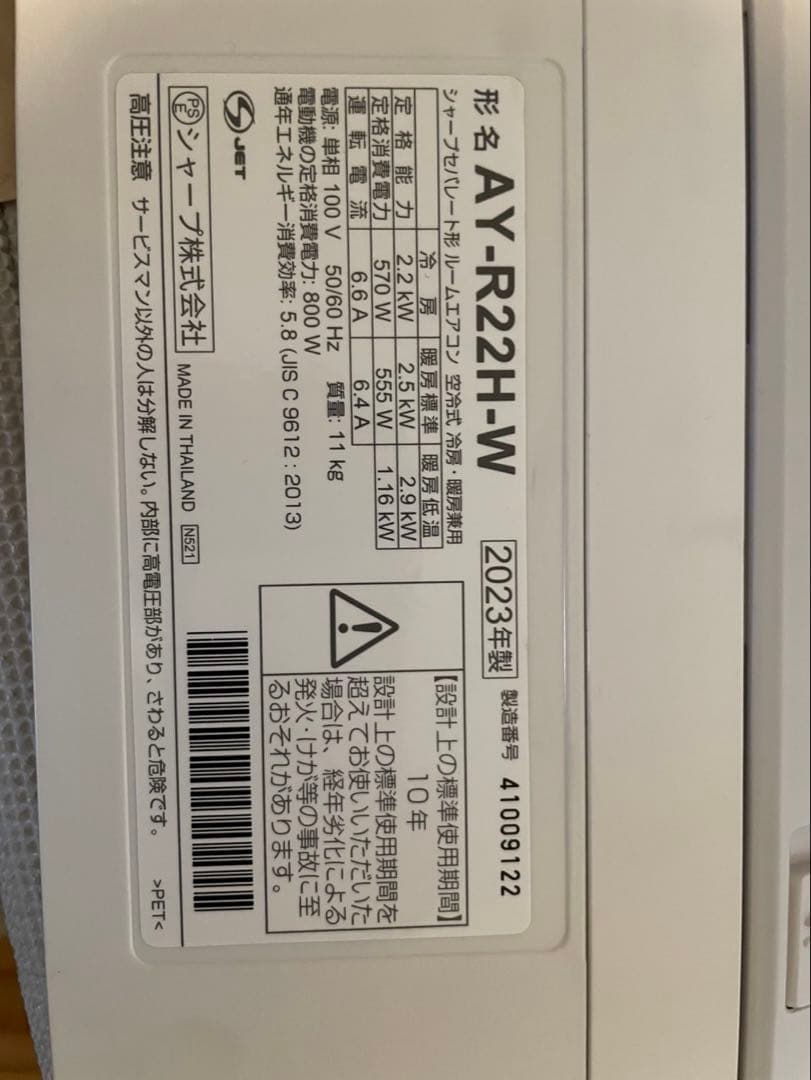 形名 AY-R22H-W 2023年製 製造番号 41009122
シャープセパレート形 ルームエアコン 空冷式 冷房・暖房兼用
冷房 暖房標準 暖房低温
定格能力 2.2 kW 2.5 kW 2.9 kW
定格消費電力 570 W 555 W 1.16 kW
運転電流 6.6 A 6.4 A
電源: 単相 100 V 50/60 Hz 質量: 11 kg
電動機の定格消費電力: 800 W
通年エネルギー消費効率: 5.8 (JIS C 9612 : 2013)
JET
PSE シャープ株式会社 MADE IN THAILAND N521
【設計上の標準使用期間】
10年
設計上の標準使用期間を
超えてお使いいただいた
場合は、経年劣化による
発火・けが等の事故に至
るおそれがあります。
高圧注意 サービスマン以外の人は分解しない。内部に高電圧部があり、さわると危険です。 >PET<